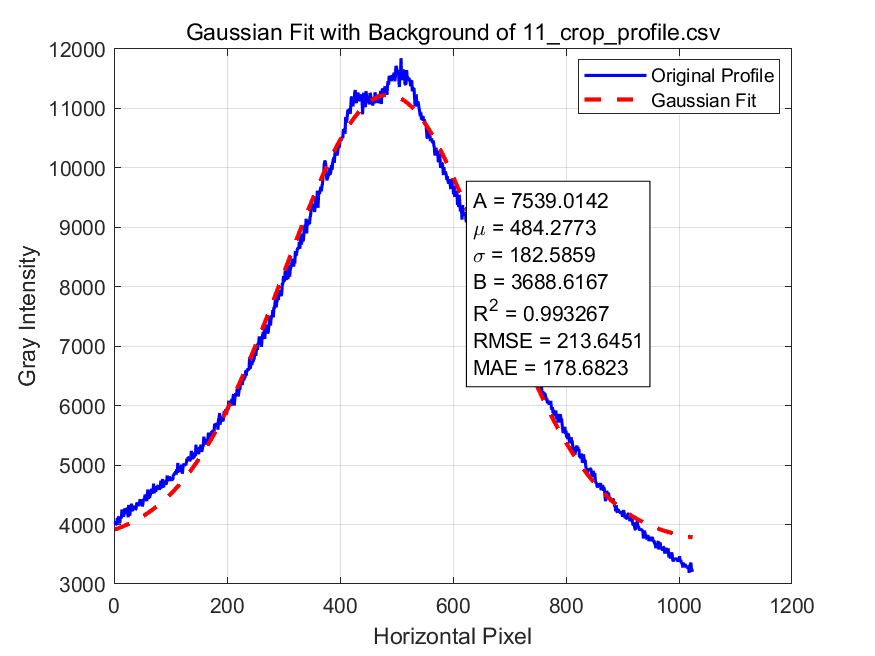 Gaussian Fit with Background of 11_crop_profile.csv
12000
11000
10000
9000
8000
7000
6000
5000
4000
3000
Gray Intensity
Original Profile
Gaussian Fit
A = 7539.0142
μ = 484.2773
σ = 182.5859
B = 3688.6167
R² = 0.993267
RMSE = 213.6451
MAE = 178.6823
0 200 400 600 800 1000 1200
Horizontal Pixel